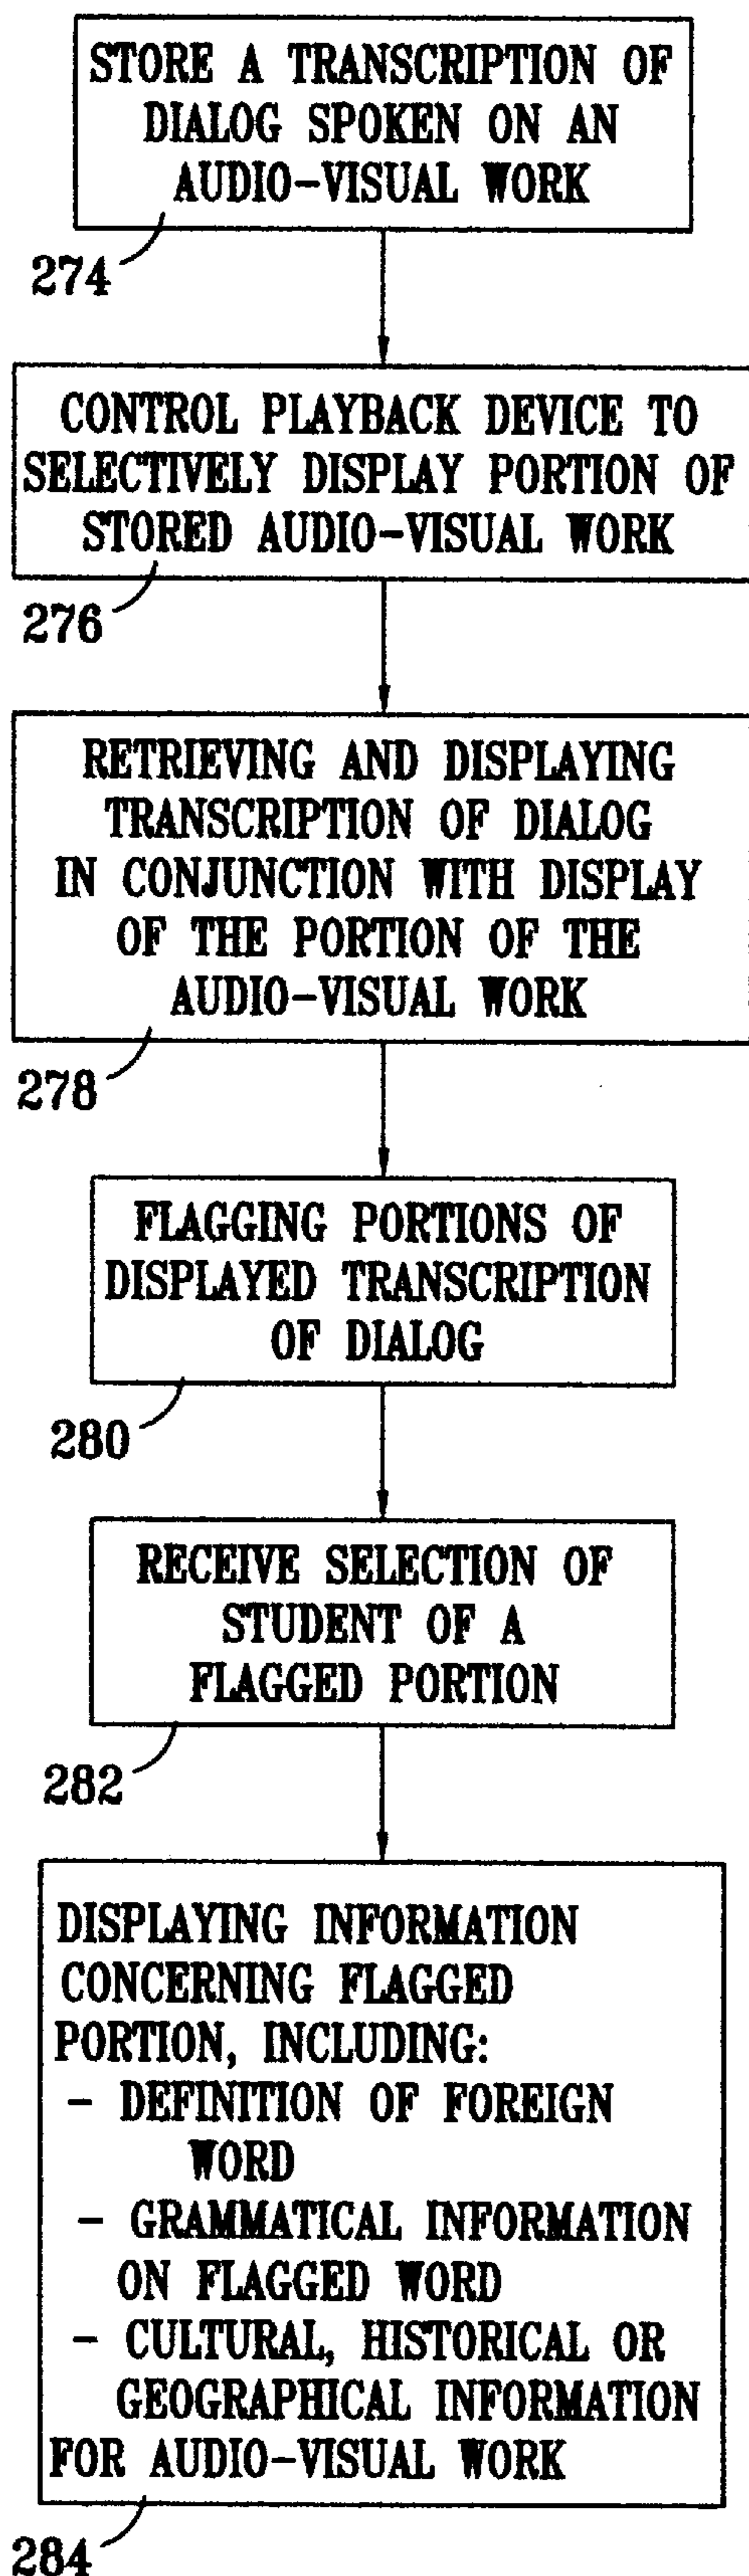 STORE A TRANSCRIPTION OF
DIALOG SPOKEN ON AN
AUDIO-VISUAL WORK
274
CONTROL PLAYBACK DEVICE TO
SELECTIVELY DISPLAY PORTION OF
STORED AUDIO-VISUAL WORK
276
RETRIEVING AND DISPLAYING
TRANSCRIPTION OF DIALOG
IN CONJUNCTION WITH DISPLAY
OF THE PORTION OF THE
AUDIO-VISUAL WORK
278
FLAGGING PORTIONS OF
DISPLAYED TRANSCRIPTION
OF DIALOG
280
RECEIVE SELECTION OF
STUDENT OF A
FLAGGED PORTION
282
DISPLAYING INFORMATION
CONCERNING FLAGGED
PORTION, INCLUDING:
- DEFINITION OF FOREIGN
WORD
- GRAMMATICAL INFORMATION
ON FLAGGED WORD
- CULTURAL, HISTORICAL OR
GEOGRAPHICAL INFORMATION
FOR AUDIO-VISUAL WORK
284